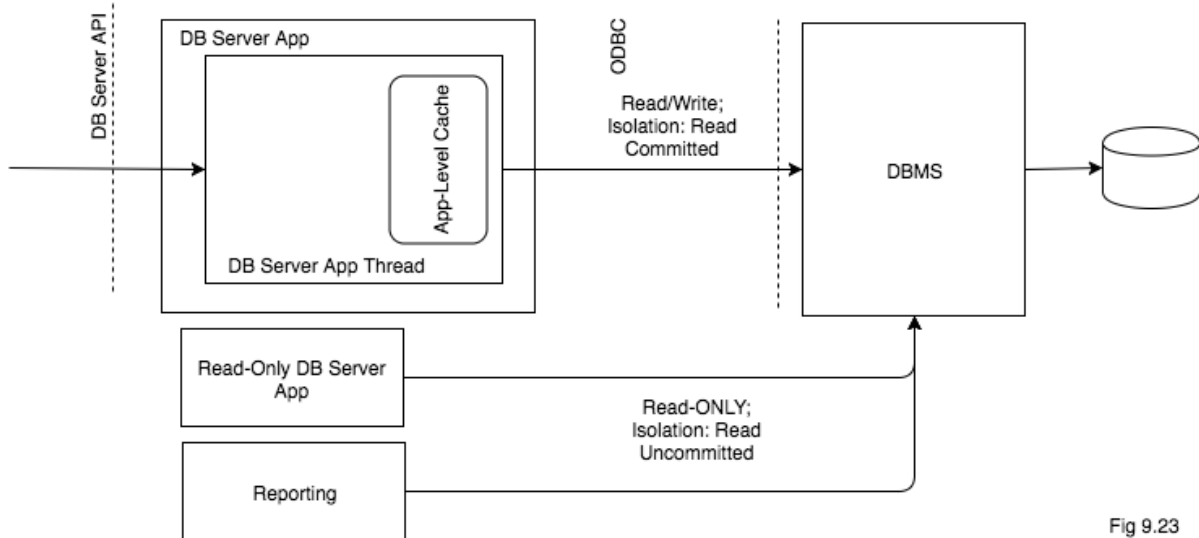 DB Server API
DB Server App
App-Level Cache
DB Server App Thread
ODBC
Read/Write;
Isolation: Read
Committed
DBMS
Read-Only DB Server
App
Read-ONLY;
Isolation: Read
Uncommitted
Reporting
Fig 9.23